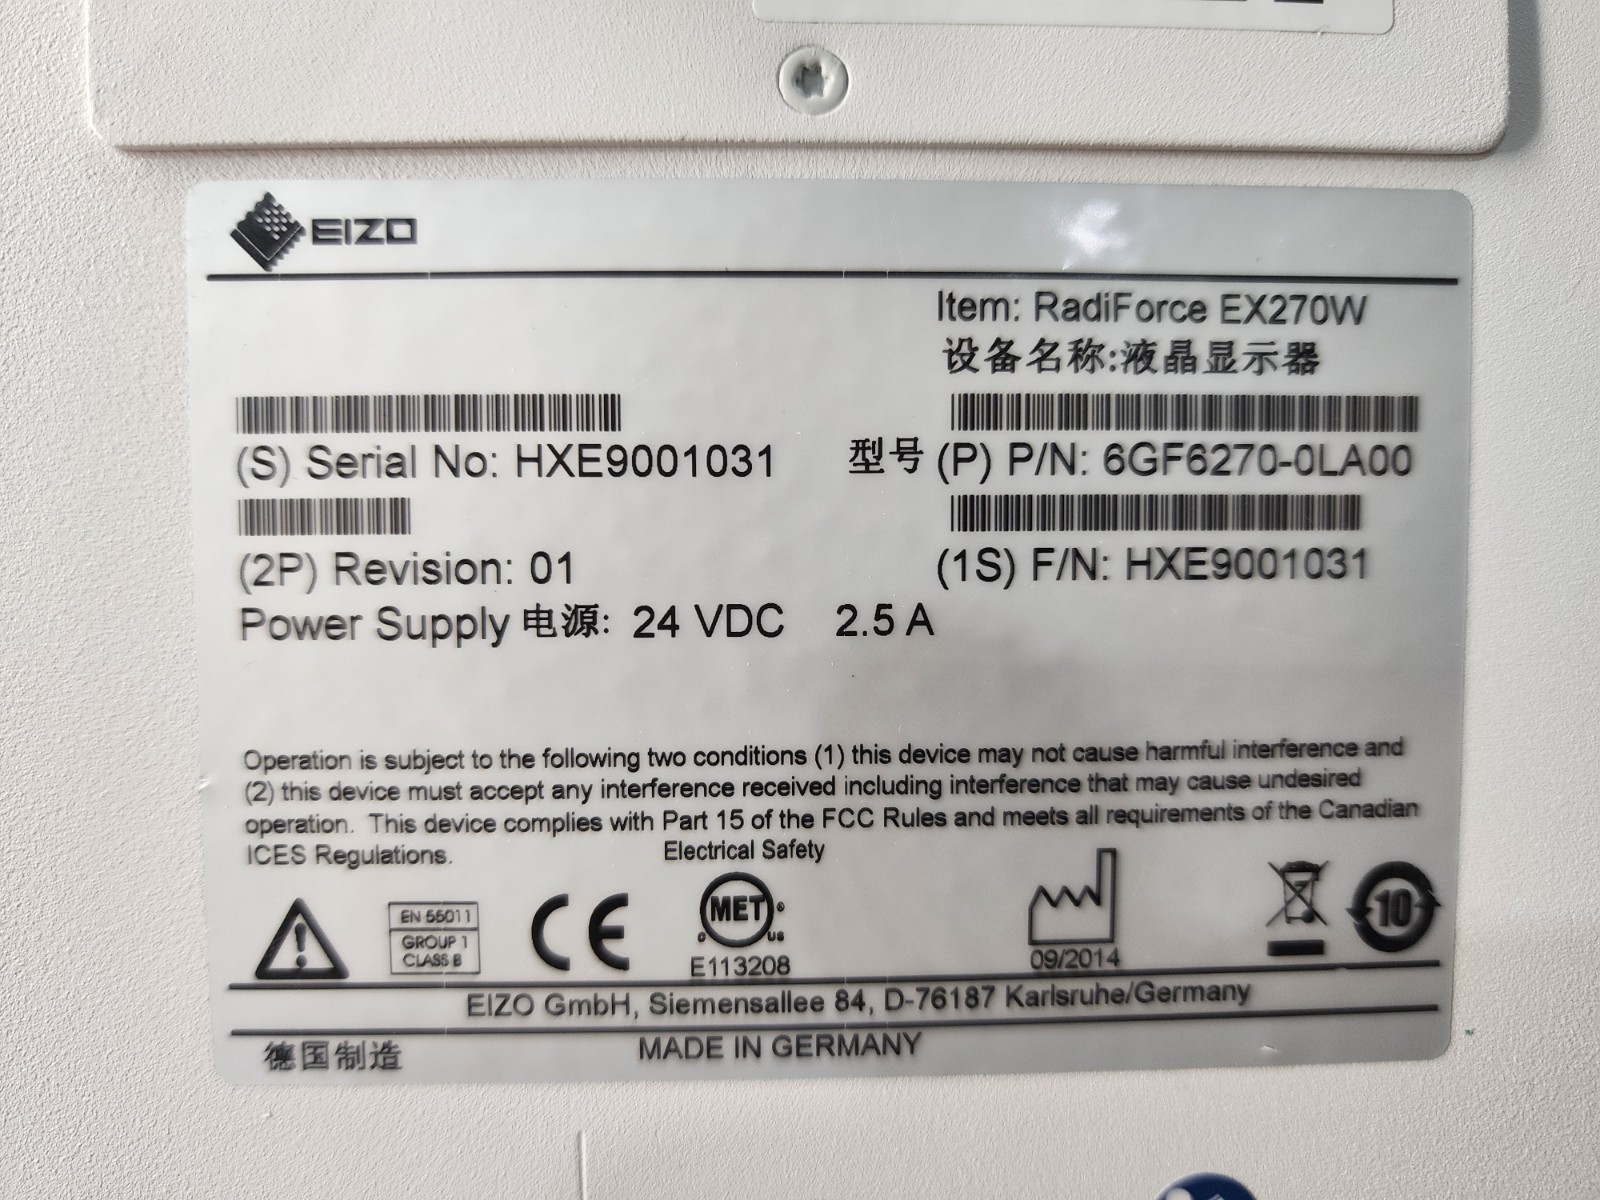 EIZO
Item: RadiForce EX270W
设备名称:液晶显示器
(S) Serial No: HXE9001031
型号 (P) P/N: 6GF6270-0LA00
(2P) Revision: 01
(1S) F/N: HXE9001031
Power Supply 电源: 24 VDC 2.5 A
Operation is subject to the following two conditions (1) this device may not cause harmful interference and
(2) this device must accept any interference received including interference that may cause undesired
operation. This device complies with Part 15 of the FCC Rules and meets all requirements of the Canadian
ICES Regulations.
Electrical Safety
EN 55011
GROUP 1
CLASS B
CE
MET®
C US
E113208
09/2014
10
EIZO GmbH, Siemensallee 84, D-76187 Karlsruhe/Germany
德国制造 MADE IN GERMANY